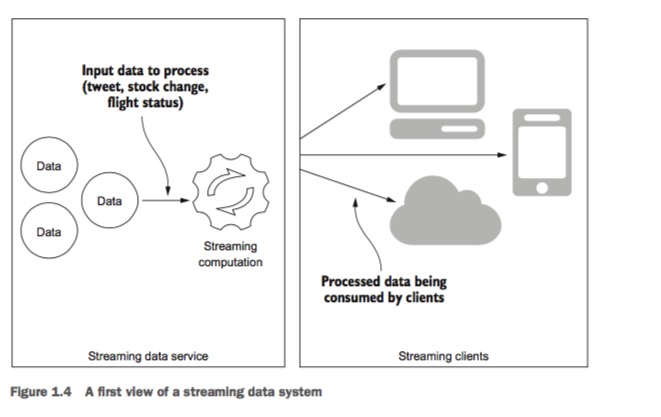 Input data to process
(tweet, stock change,
flight status)
Data
Data
Data
Streaming
computation
Streaming data service
Processed data being
consumed by clients
Streaming clients
Figure 1.4 A first view of a streaming data system